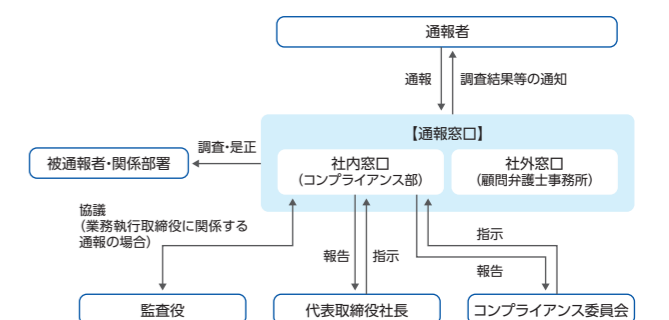 通報者
通報
調査結果等の通知
【通報窓口】
調査・是正
被通報者・関係部署
社内窓口
（コンプライアンス部）
社外窓口
（顧問弁護士事務所）
協議
（業務執行取締役に関係する
通報の場合）
報告
指示
指示
報告
監査役
代表取締役社長
コンプライアンス委員会